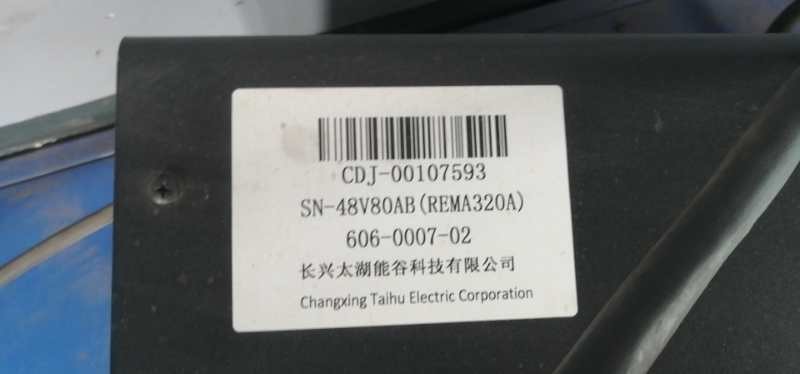 CDJ-00107593
SN-48V80AB(REMA320A)
606-0007-02
长兴太湖能谷科技有限公司
Changxing Taihu Electric Corporation